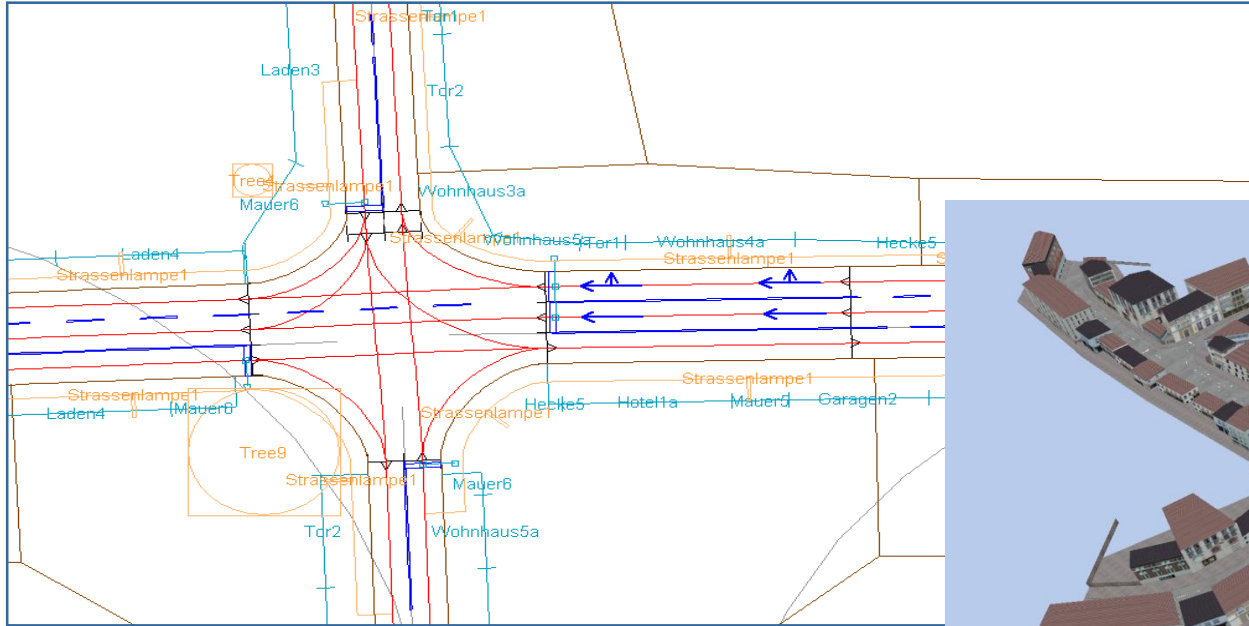 Strassenlampe1
Tor1
Laden3
Tor2
Tree4
Strassenlampe1
Wohnhaus3a
Mauer6
Strassenlampe1
Wohnhaus5c
Tor1
Wohnhaus4a
Hecke5
Laden4
Strassenlampe1
Strassenlampe1
S
Strassenlampe1
Strassenlampe1
Laden4
Mauer6
Strassenlampe1
Hecke5
Hotel1a
Mauer5
Garagen2
Tree9
Strassenlampe1
Mauer6
Tor2
Wohnhaus5a